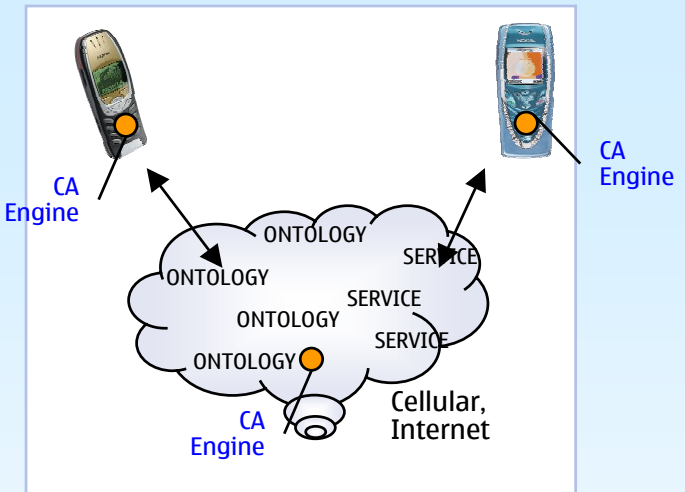 CA
Engine
CA
Engine
ONTOLOGY
SERVICE
ONTOLOGY
SERVICE
ONTOLOGY
SERVICE
ONTOLOGY
CA
Engine
Cellular,
Internet